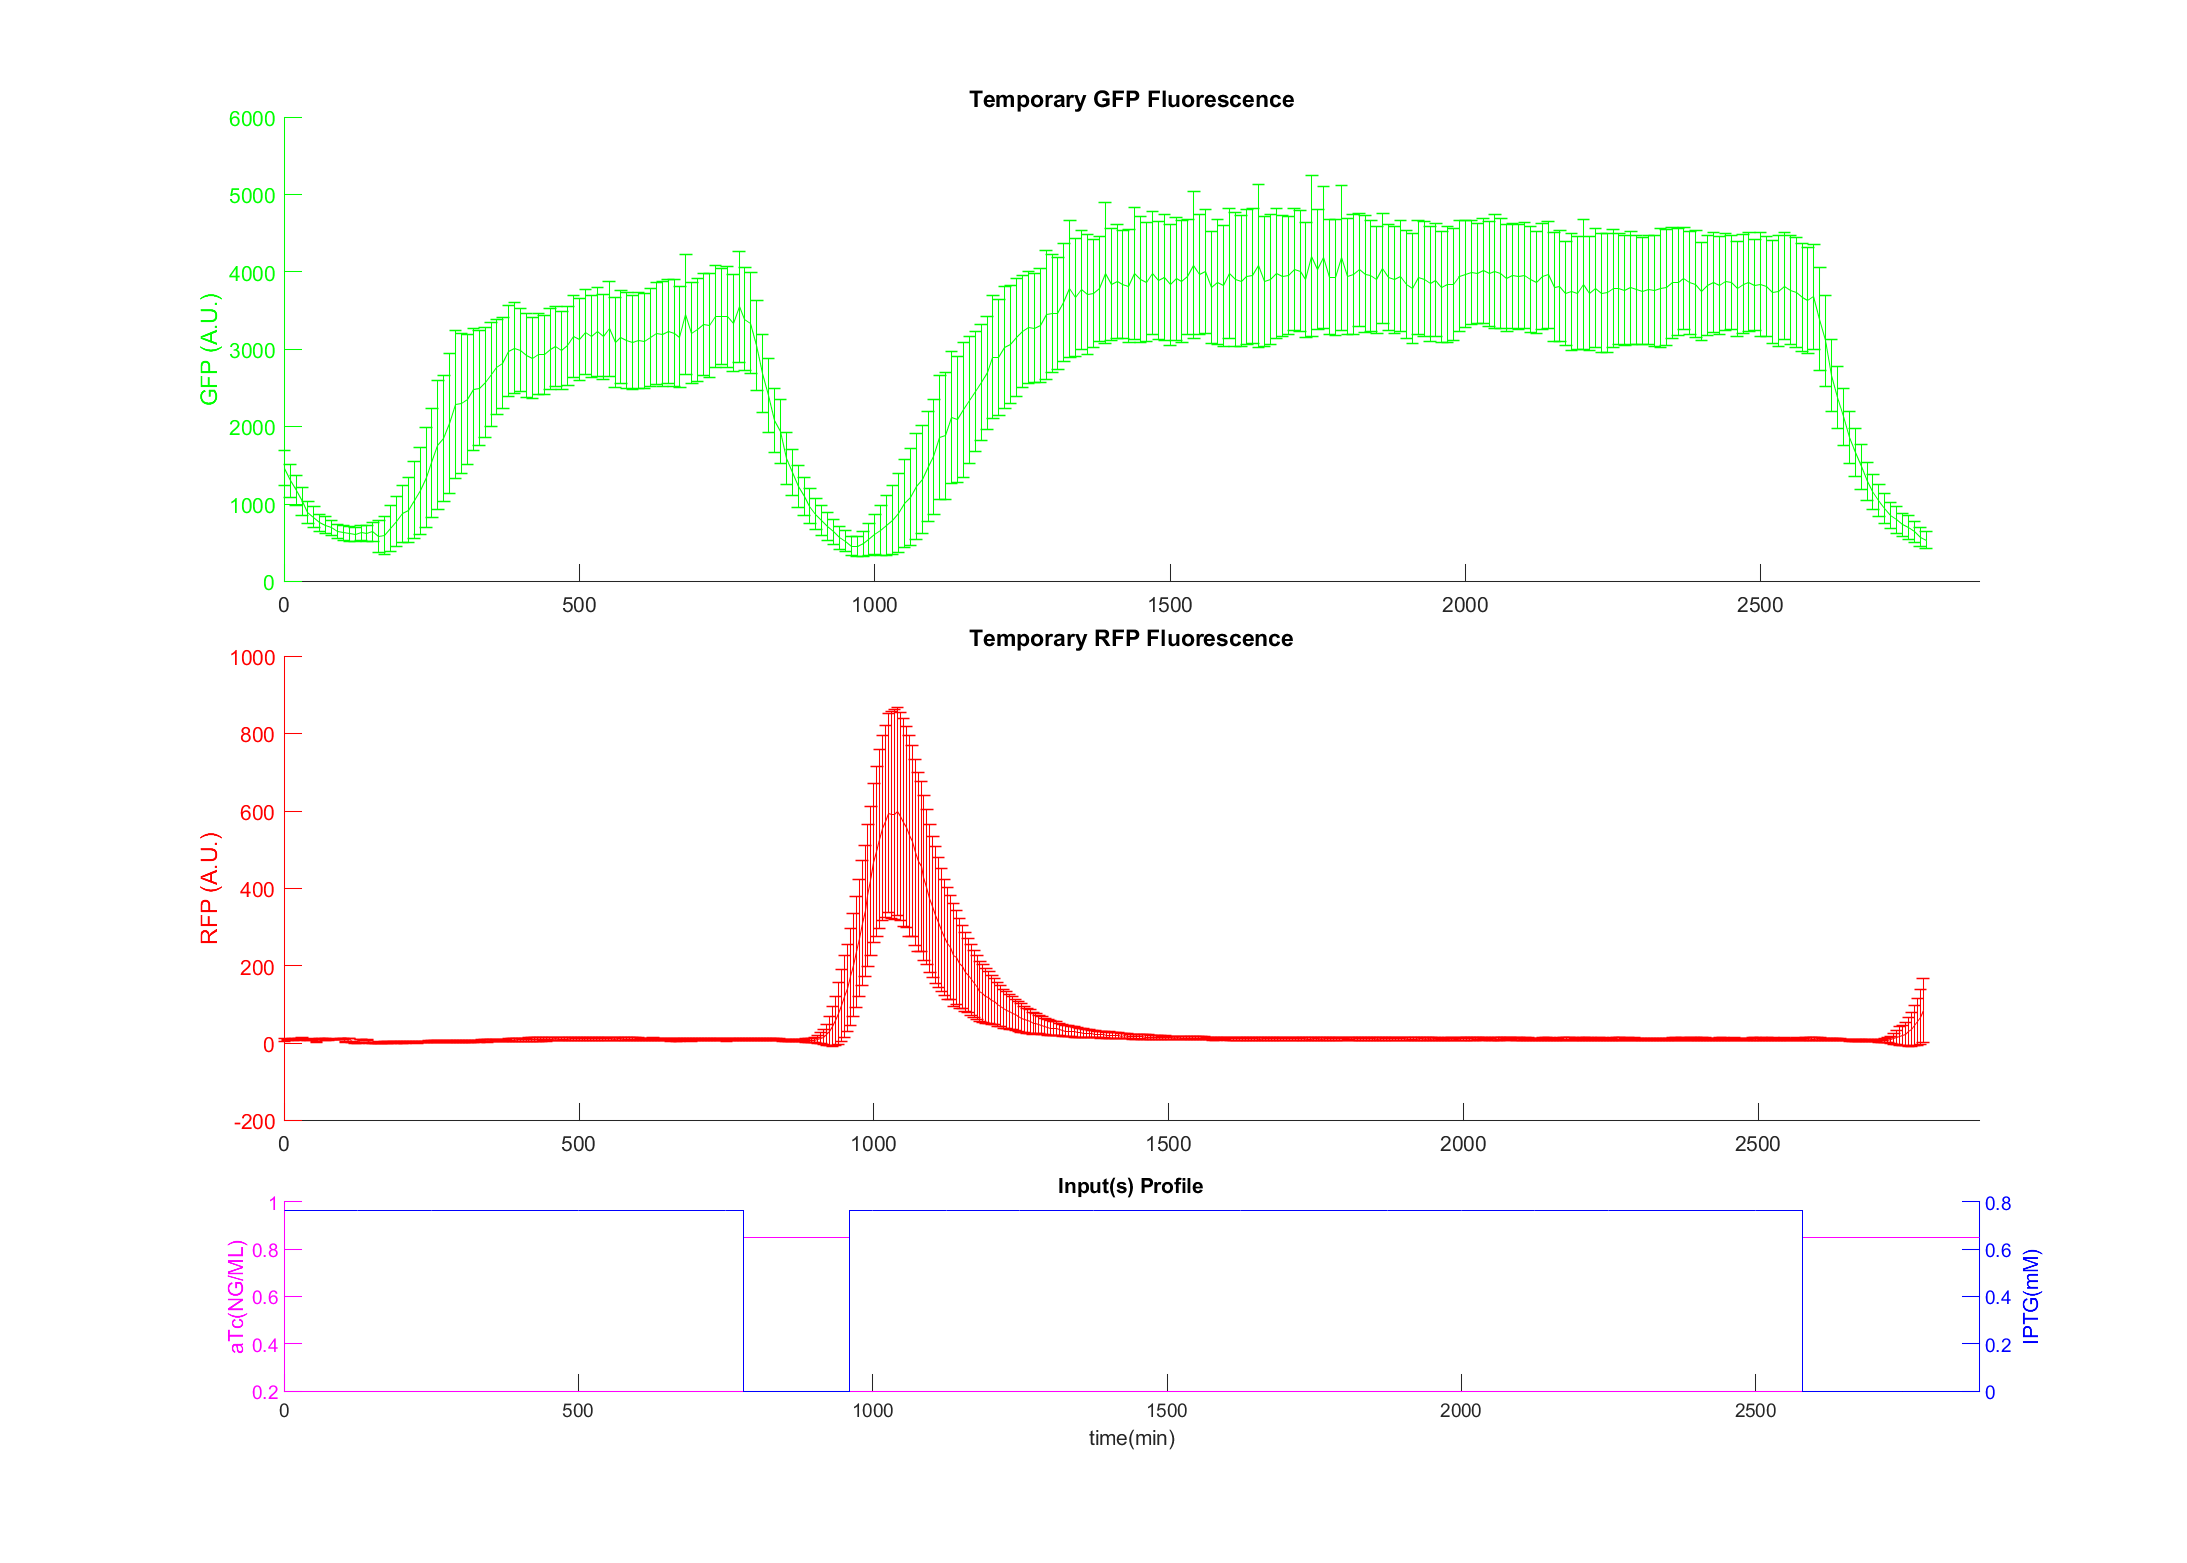 Temporary GFP Fluorescence
6000
5000
4000
3000
2000
1000
0
GFP (A.U.)
0 500 1000 1500 2000 2500
Temporary RFP Fluorescence
1000
800
600
400
200
0
-200
RFP (A.U.)
0 500 1000 1500 2000 2500
Input(s) Profile
1
0.8
0.6
0.4
0.2
aTc(NG/ML)
0.8
0.6
0.4
0.2
0
IPTG(mM)
0 500 1000 1500 2000 2500
time(min)